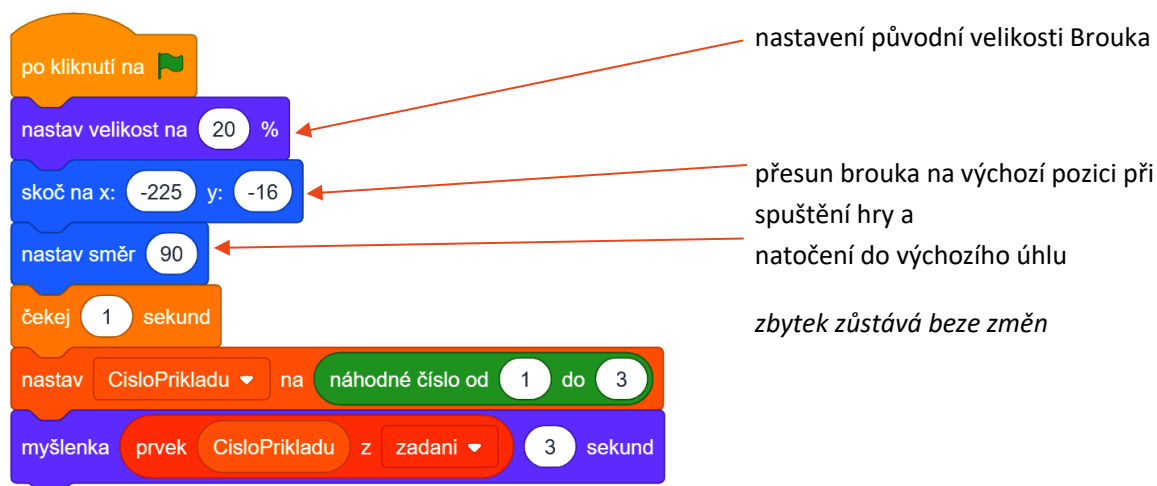 po kliknutí na
nastavení původní velikosti Brouka
nastav velikost na 20 %
skoč na x: -225 y: -16
přesun brouka na výchozí pozici při
spuštění hry a
nastav směr 90
natočení do výchozího úhlu
čekej 1 sekund
zbytek zůstává beze změn
nastav CisloPrikladu na náhodné číslo od 1 do 3
myšlenka prvek CisloPrikladu z zadani 3 sekund